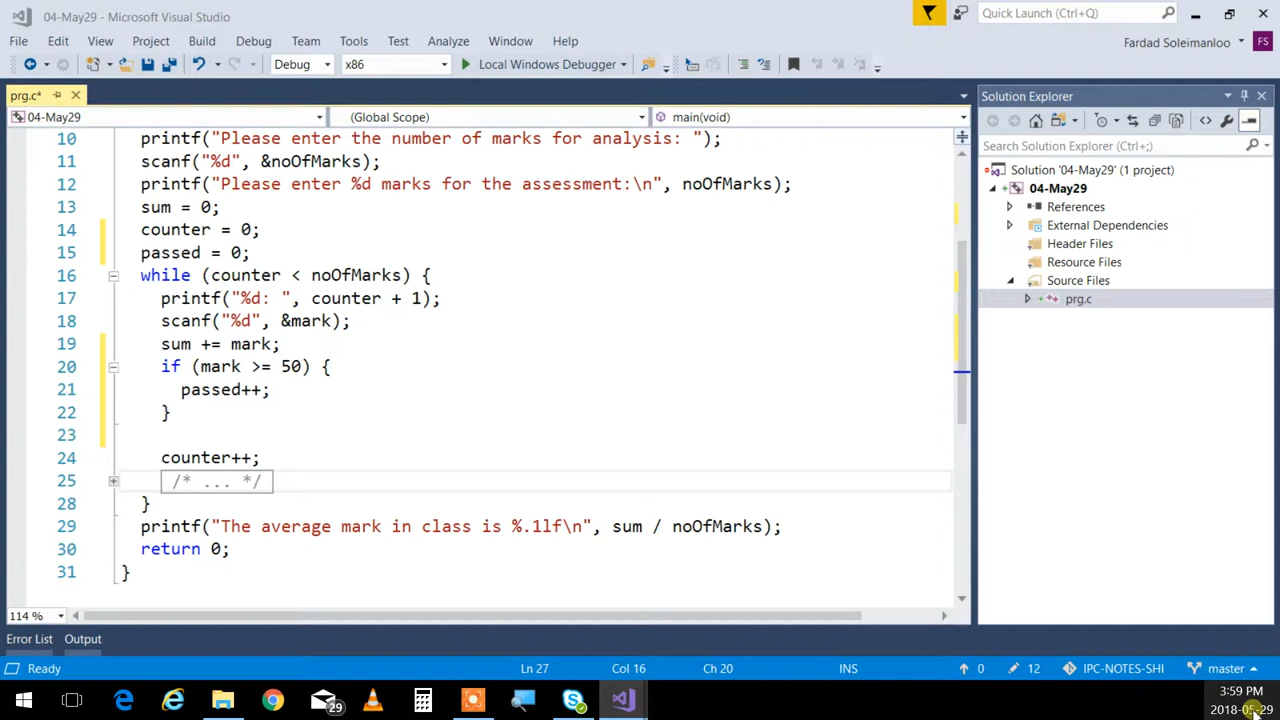 04-May29 - Microsoft Visual Studio
Quick Launch (Ctrl+Q)
File Edit View Project Build Debug Team Tools Test Analyze Window Help
Fardad Soleimanloo FS
Debug x86 Local Windows Debugger
prg.c*
04-May29 (Global Scope) main(void)
10 printf("Please enter the number of marks for analysis: ");
11 scanf("%d", &noOfMarks);
12 printf("Please enter %d marks for the assessment:\n", noOfMarks);
13 sum = 0;
14 counter = 0;
15 passed = 0;
16 while (counter < noOfMarks) {
17 printf("%d: ", counter + 1);
18 scanf("%d", &mark);
19 sum += mark;
20 if (mark >= 50) {
21 passed++;
22 }
23
24 counter++;
25 /* ... */
28 }
29 printf("The average mark in class is %.1lf\n", sum / noOfMarks);
30 return 0;
31 }
114 %
Solution Explorer
Search Solution Explorer (Ctrl+;)
Solution '04-May29' (1 project)
04-May29
References
External Dependencies
Header Files
Resource Files
Source Files
prg.c
Error List Output
Ready Ln 27 Col 16 Ch 20 INS 0 12 IPC-NOTES-SHI master
29
3:59 PM
2018-05-29